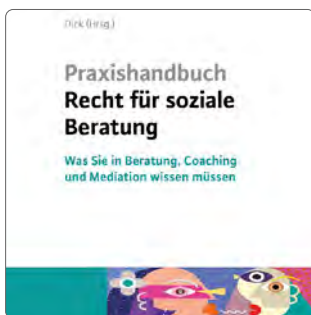 Dirk (Hrsg.)
Praxishandbuch
Recht für soziale
Beratung
Was Sie in Beratung, Coaching
und Mediation wissen müssen